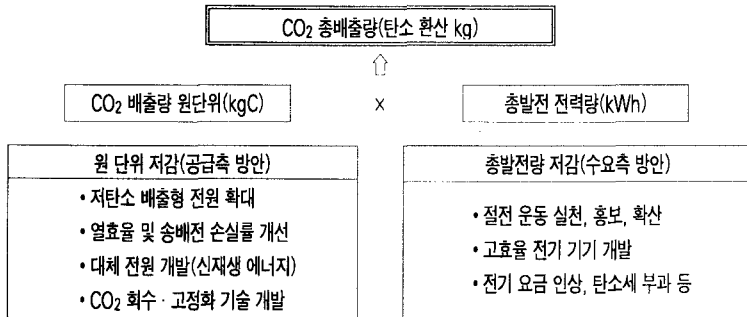 CO₂ 총배출량(탄소 환산 kg)
⇧
CO₂ 배출량 원단위(kgC) x 총발전 전력량(kWh)
원 단위 저감(공급측 방안)
• 저탄소 배출형 전원 확대
• 열효율 및 송배전 손실률 개선
• 대체 전원 개발(신재생 에너지)
• CO₂ 회수 · 고정화 기술 개발
총발전량 저감(수요측 방안)
• 절전 운동 실천, 홍보, 확산
• 고효율 전기 기기 개발
• 전기 요금 인상, 탄소세 부과 등